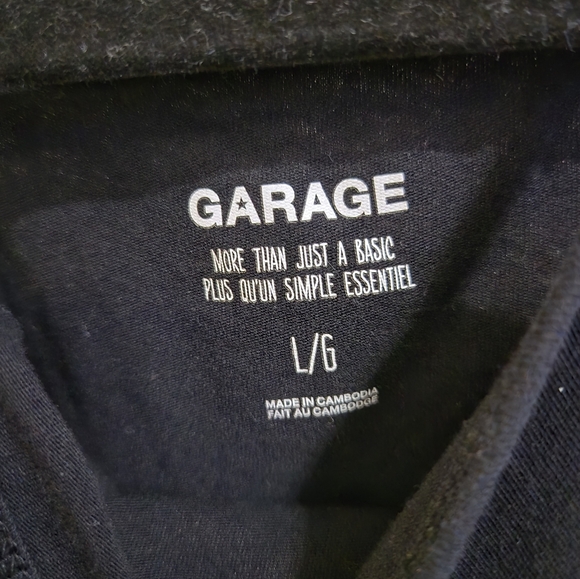 GARAGE
MORE THAN JUST A BASIC
PLUS QU'UN SIMPLE ESSENTIEL
L/G
MADE IN CAMBODIA
FAIT AU CAMBODGE